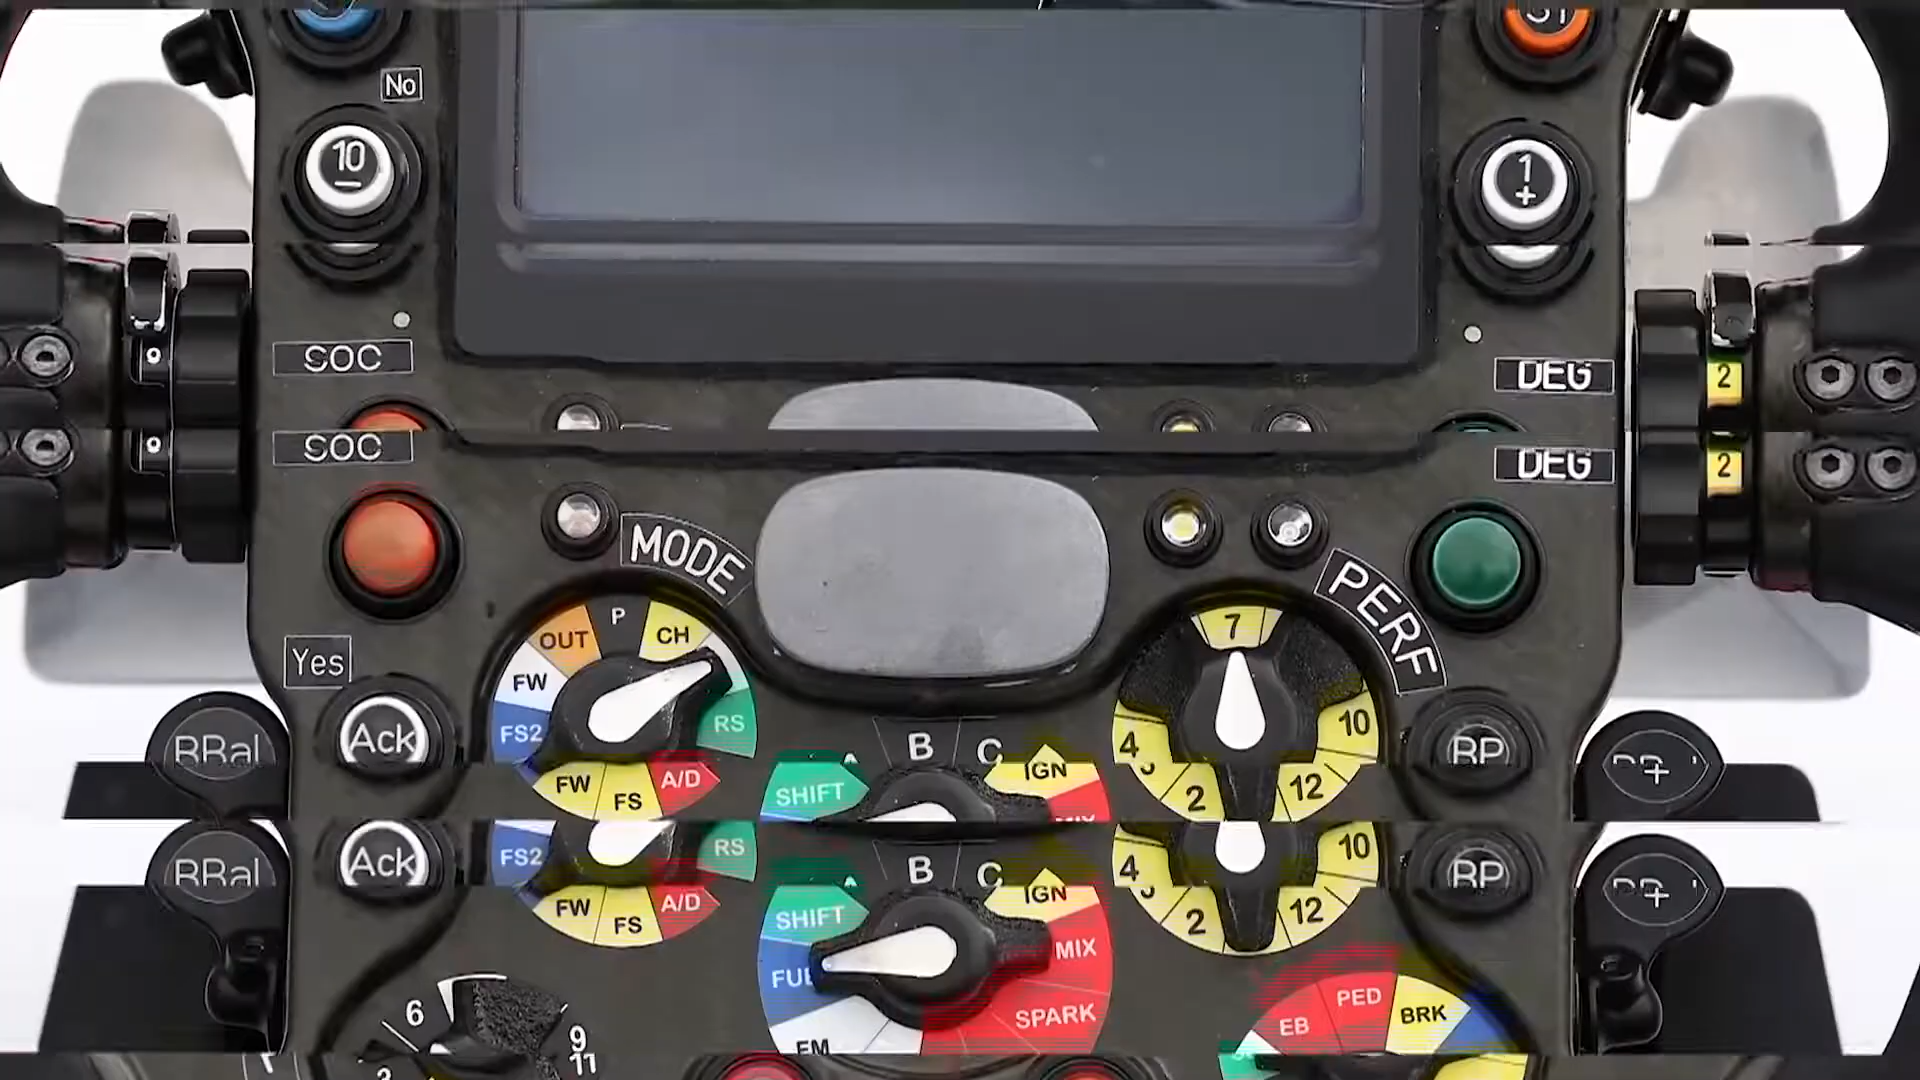 No
10
−
1
+
SOC
DEG
2
SOC
DEG
2
MODE
PERF
Yes
P
OUT
CH
FW
FS2
RS
7
10
4
Ack
RP
B
C
FW
FS
A/D
SHIFT
IGN
2
12
+
Ack
FS2
RS
B
C
4
10
RP
FW
FS
A/D
SHIFT
IGN
2
12
+
MIX
SPARK
6
9
11
PED
EB
BRK